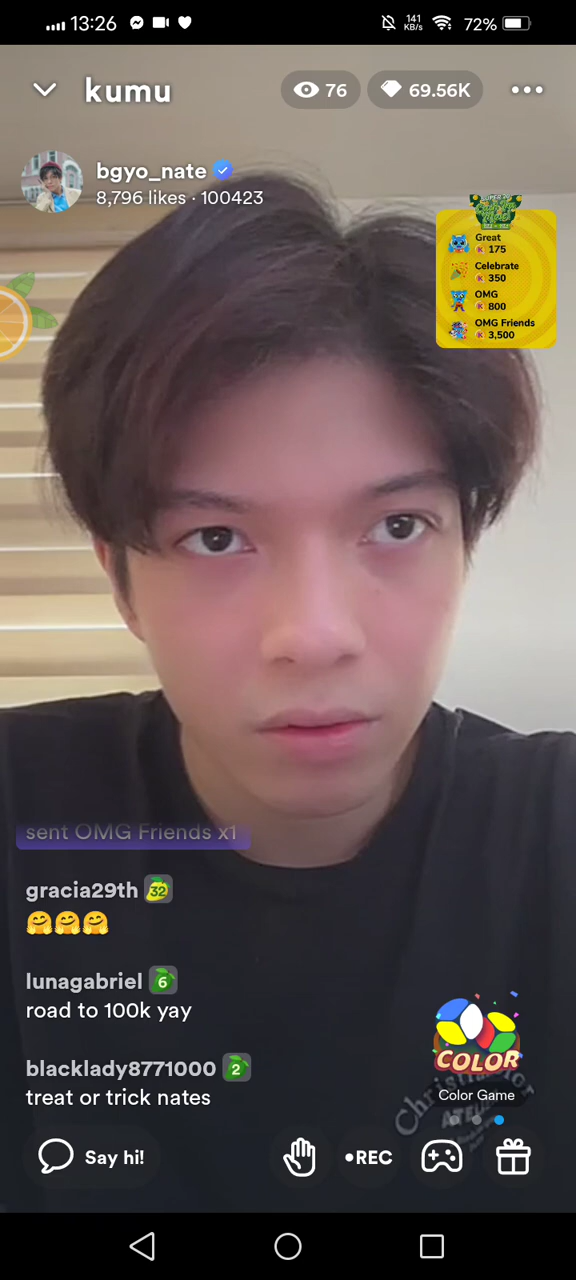 13:26
141
KB/s
72%
kumu
76
69.56K
bgyo_nate
8,796 likes · 100423
Great
K 175
Celebrate
K 350
OMG
K 800
OMG Friends
K 3,500
sent OMG Friends x1
gracia29th 32
🤗🤗🤗
lunagabriel 6
road to 100k yay
blacklady8771000 2
treat or trick nates
COLOR
Color Game
Say hi!
•REC